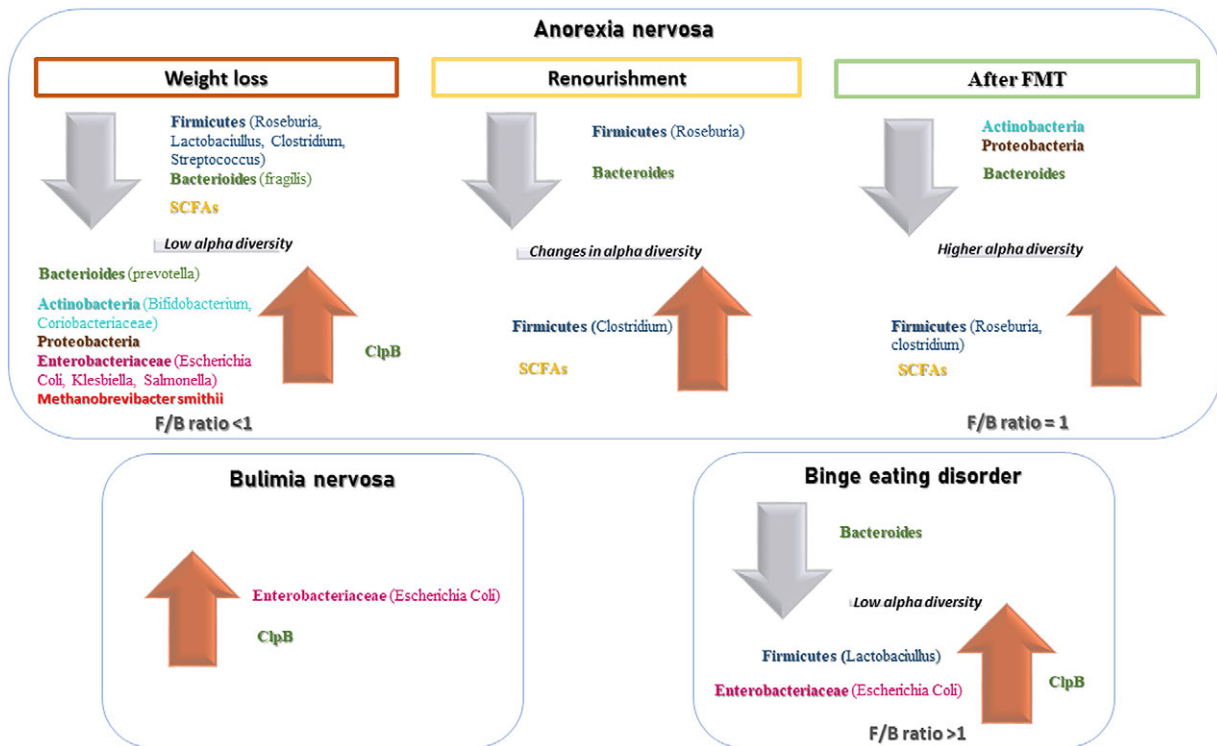 Anorexia nervosa
Weight loss
Firmicutes (Roseburia,
Lactobaciullus, Clostridium,
Streptococcus)
Bacterioides (fragilis)
SCFAs
Low alpha diversity
Bacterioides (prevotella)
Actinobacteria (Bifidobacterium,
Coriobacteriaceae)
Proteobacteria
Enterobacteriaceae (Escherichia
Coli, Klesbiella, Salmonella)
Methanobrevibacter smithii
ClpB
F/B ratio <1
Renourishment
Firmicutes (Roseburia)
Bacteroides
Changes in alpha diversity
Firmicutes (Clostridium)
SCFAs
After FMT
Actinobacteria
Proteobacteria
Bacteroides
Higher alpha diversity
Firmicutes (Roseburia,
clostridium)
SCFAs
F/B ratio = 1
Bulimia nervosa
Enterobacteriaceae (Escherichia Coli)
ClpB
Binge eating disorder
Bacteroides
Low alpha diversity
Firmicutes (Lactobaciullus)
Enterobacteriaceae (Escherichia Coli)
ClpB
F/B ratio >1